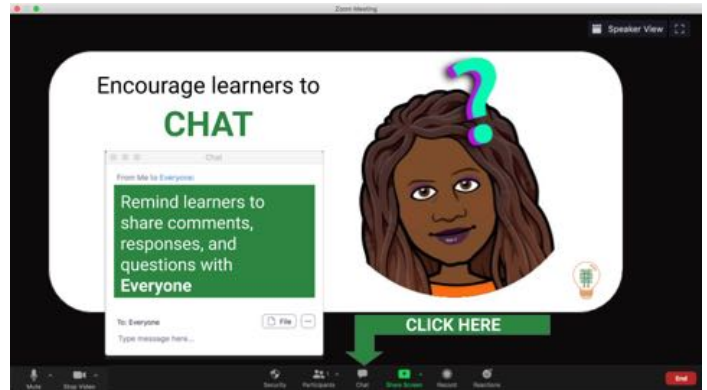 Zoom Meeting
Speaker View
Encourage learners to
CHAT
Chat
From Me to Everyone:
Remind learners to
share comments,
responses, and
questions with
Everyone
To: Everyone
File
Type message here...
CLICK HERE
Mute
Stop Video
Security
Participants
1
Chat
Share Screen
Record
Reactions
End